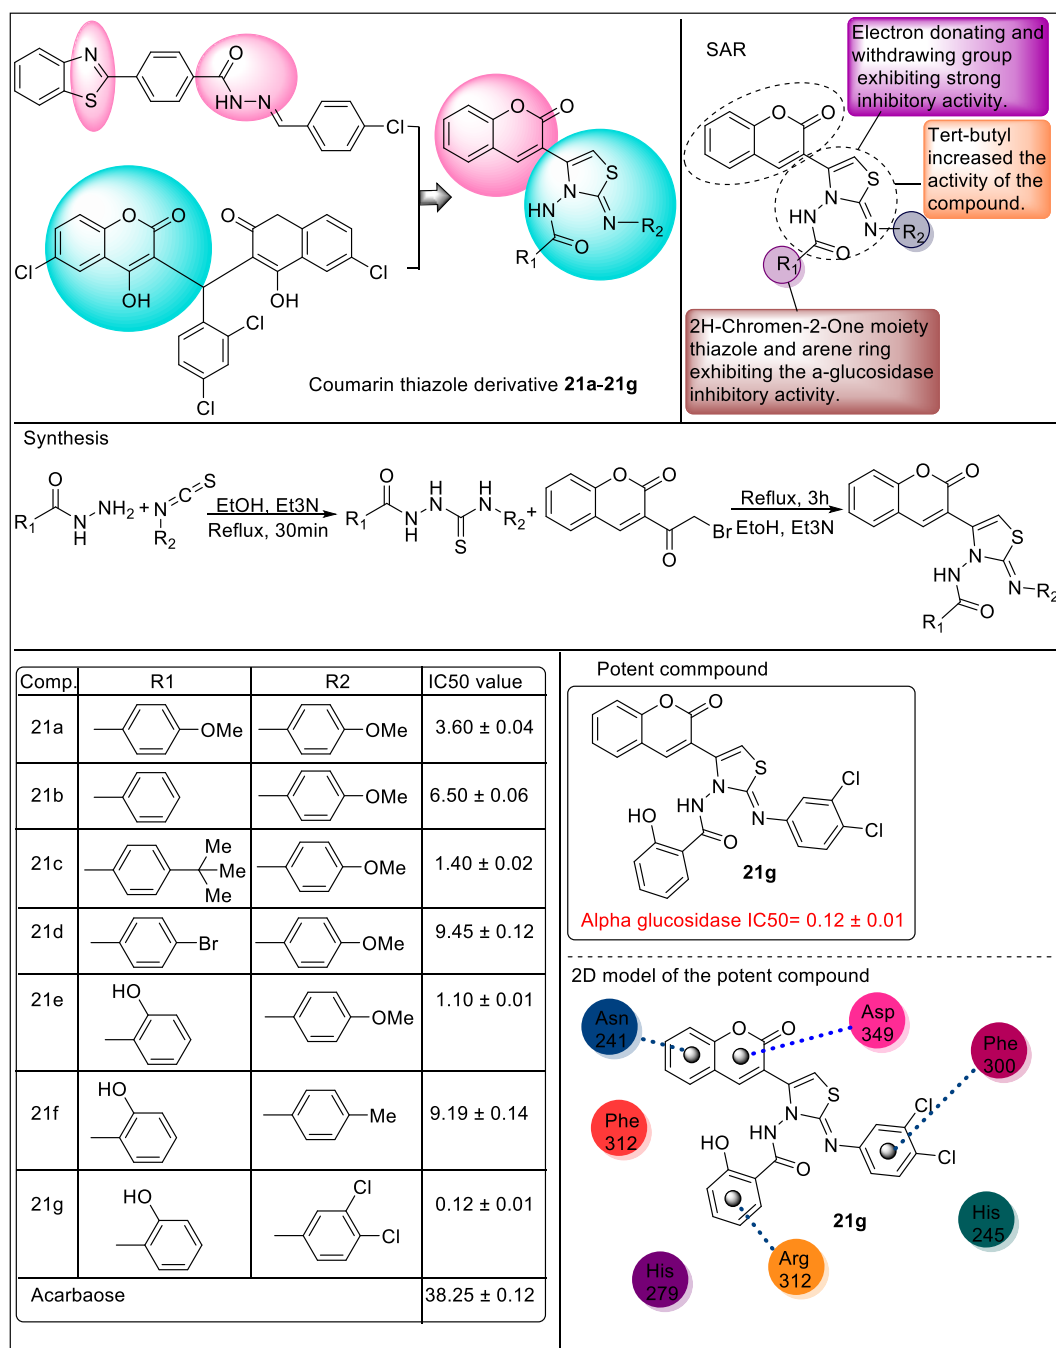 N
S
O
HN
N
Cl
O
O
Cl
OH
O
OH
Cl
Cl
Cl
O
O
S
N
HN
N
R2
O
R1
Coumarin thiazole derivative 21a-21g
SAR
Electron donating and
withdrawing group
exhibiting strong
inhibitory activity.
Tert-butyl
increased the
activity of the
compound.
O
O
S
N
HN
N
R2
O
R1
2H-Chromen-2-One moiety
thiazole and arene ring
exhibiting the a-glucosidase
inhibitory activity.
Synthesis
O
R1
N
H
NH2
+
N
C
S
R2
EtOH, Et3N
Reflux, 30min
O
R1
N
H
H
N
S
H
N
R2
+
O
O
O
Br
Reflux, 3h
EtoH, Et3N
O
O
S
N
HN
N
R2
O
R1
Comp. R1 R2 IC50 value
21a OMe OMe 3.60 ± 0.04
21b OMe 6.50 ± 0.06
21c Me Me Me OMe 1.40 ± 0.02
21d Br OMe 9.45 ± 0.12
21e HO OMe 1.10 ± 0.01
21f HO Me 9.19 ± 0.14
21g HO Cl Cl 0.12 ± 0.01
Acarbaose 38.25 ± 0.12
Potent commpound
O
O
S
N
HN
N
Cl
Cl
HO
O
21g
Alpha glucosidase IC50= 0.12 ± 0.01
2D model of the potent compound
Asn
241
Asp
349
Phe
300
Phe
312
O
O
S
N
HN
N
Cl
Cl
HO
O
21g
His
245
His
279
Arg
312